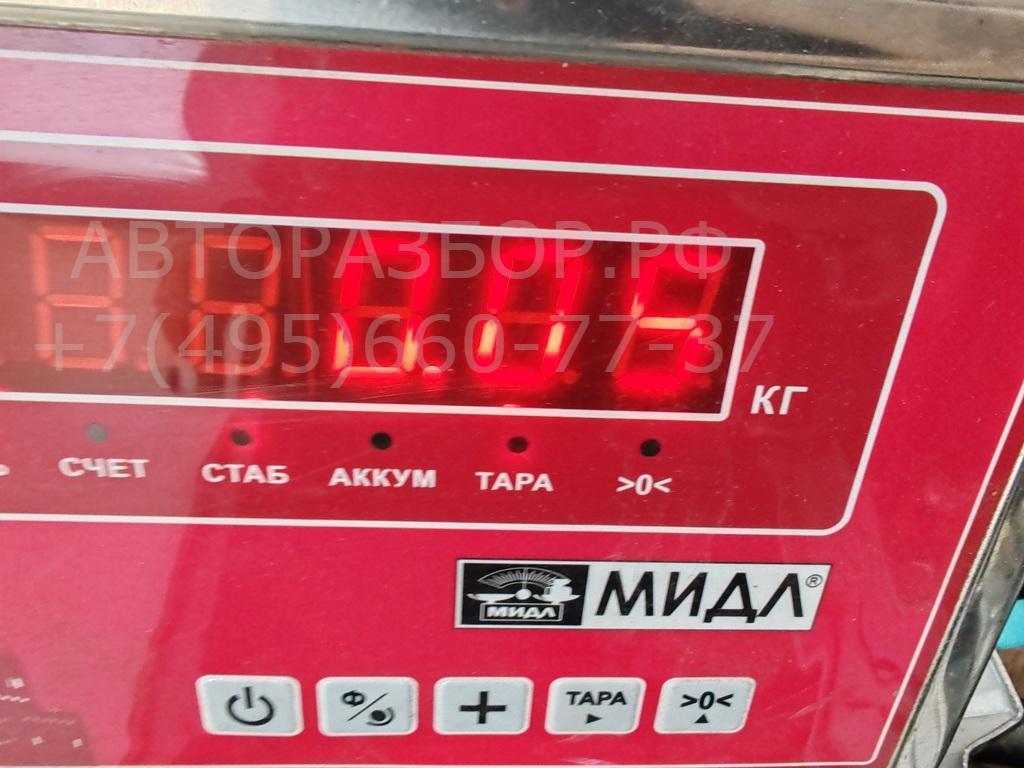 АВТОРАЗБОР.РФ
+7(495)660-77-37
КГ
СЧЕТ СТАБ АККУМ ТАРА >0<
МИДЛ МИДЛ®
Ф ТАРА >0<